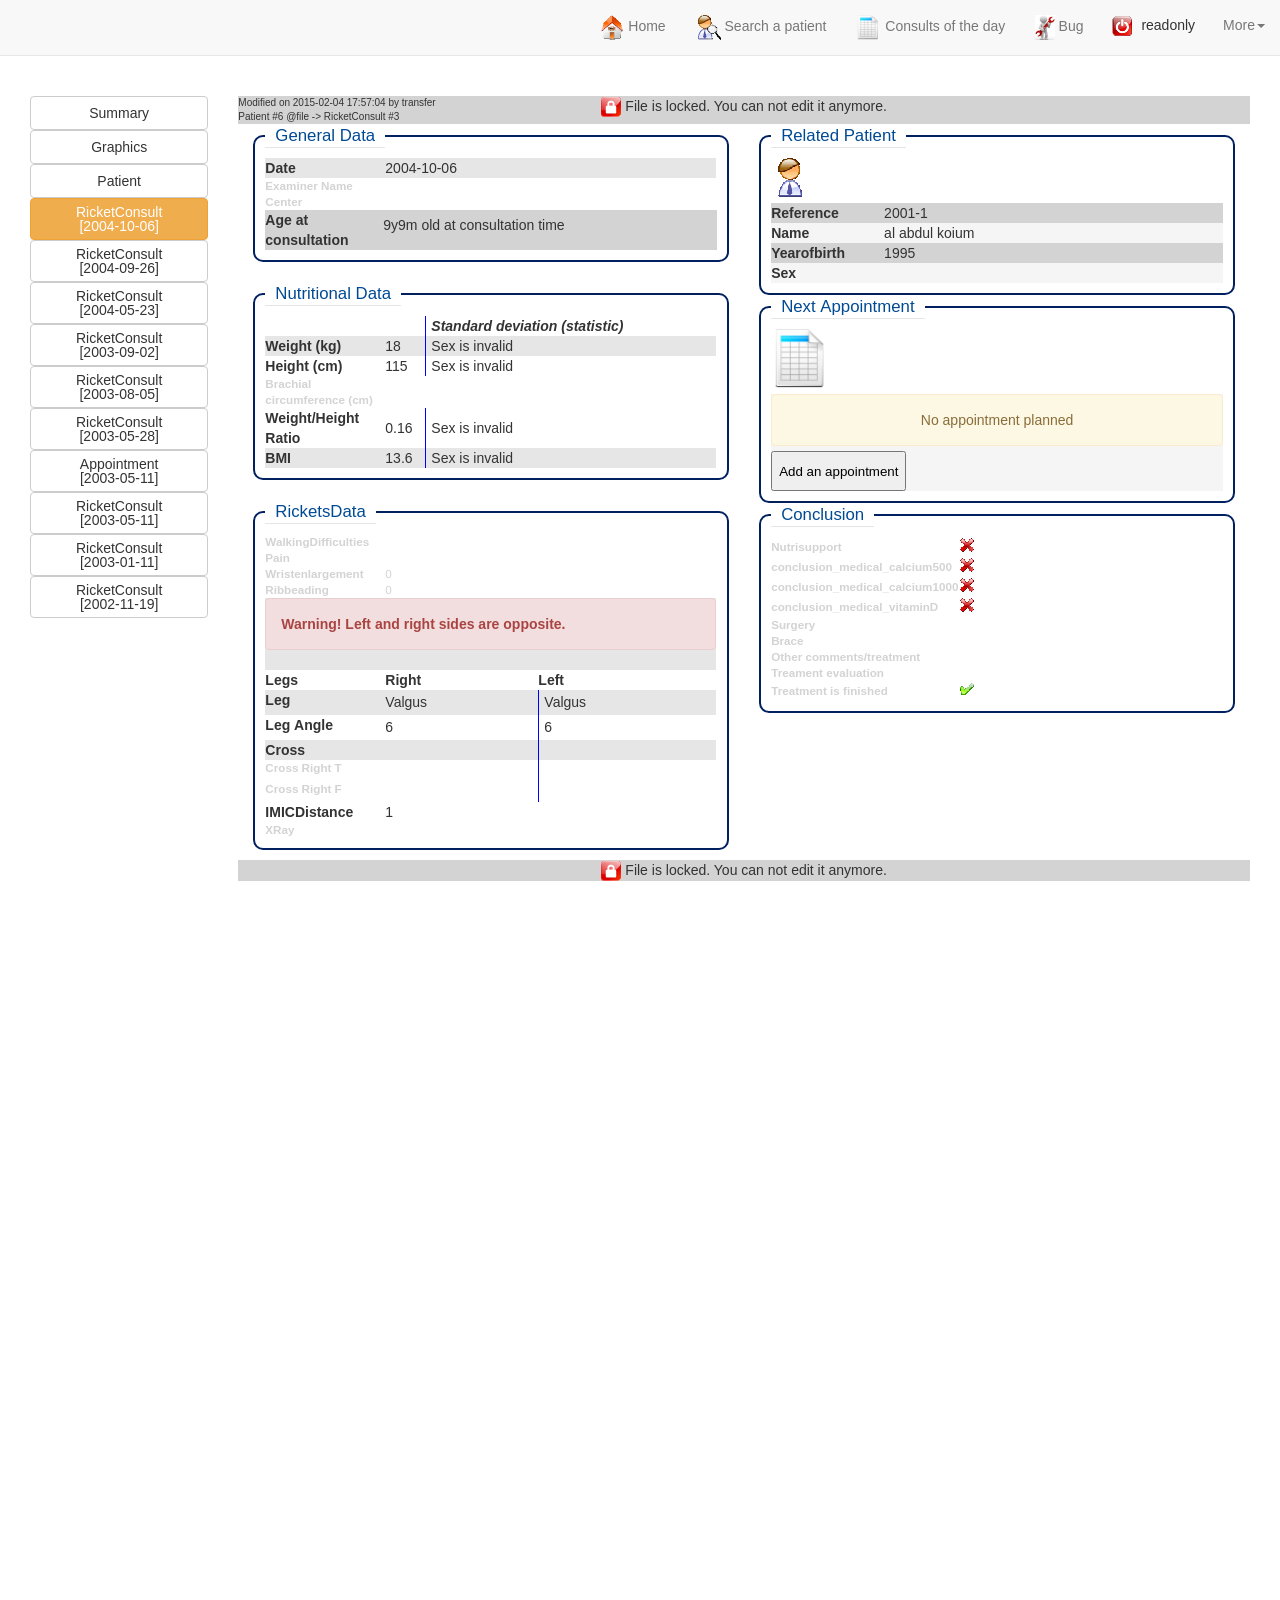 Home
Search a patient
Consults of the day
Bug
readonly
More
Summary
Graphics
Patient
RicketConsult
[2004-10-06]
RicketConsult
[2004-09-26]
RicketConsult
[2004-05-23]
RicketConsult
[2003-09-02]
RicketConsult
[2003-08-05]
RicketConsult
[2003-05-28]
Appointment
[2003-05-11]
RicketConsult
[2003-05-11]
RicketConsult
[2003-01-11]
RicketConsult
[2002-11-19]
Modified on 2015-02-04 17:57:04 by transfer
Patient #6 @file -> RicketConsult #3
File is locked. You can not edit it anymore.
General Data
Date 2004-10-06
Examiner Name
Center
Age at
consultation
9y9m old at consultation time
Nutritional Data
Standard deviation (statistic)
Weight (kg) 18 Sex is invalid
Height (cm) 115 Sex is invalid
Brachial
circumference (cm)
Weight/Height
Ratio
0.16 Sex is invalid
BMI 13.6 Sex is invalid
RicketsData
WalkingDifficulties
Pain
Wristenlargement 0
Ribbeading 0
Warning! Left and right sides are opposite.
Legs Right Left
Leg Valgus Valgus
Leg Angle 6 6
Cross
Cross Right T
Cross Right F
IMICDistance 1
XRay
Related Patient
Reference 2001-1
Name al abdul koium
Yearofbirth 1995
Sex
Next Appointment
No appointment planned
Add an appointment
Conclusion
Nutrisupport
conclusion_medical_calcium500
conclusion_medical_calcium1000
conclusion_medical_vitaminD
Surgery
Brace
Other comments/treatment
Treament evaluation
Treatment is finished
File is locked. You can not edit it anymore.